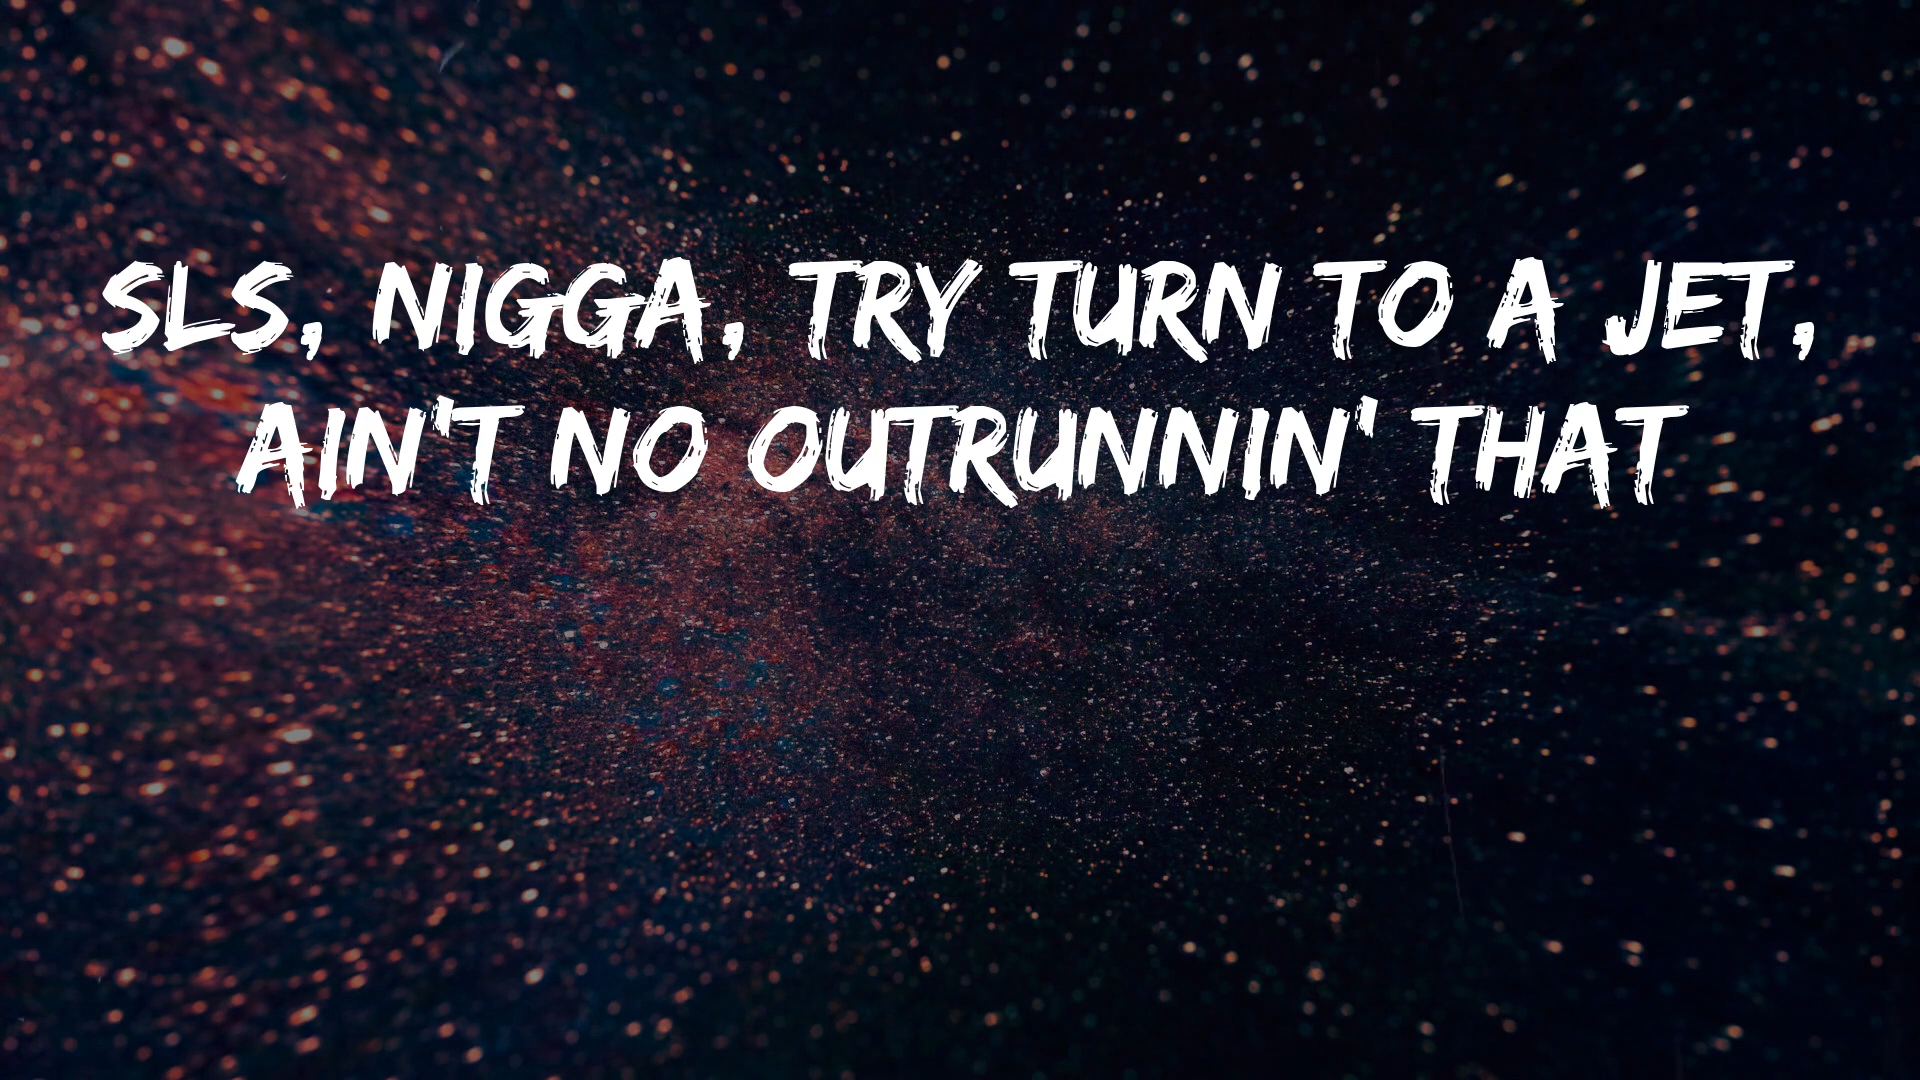 SLS, NIGGA, TRY TURN TO A JET,
AIN'T NO OUTRUNNIN' THAT